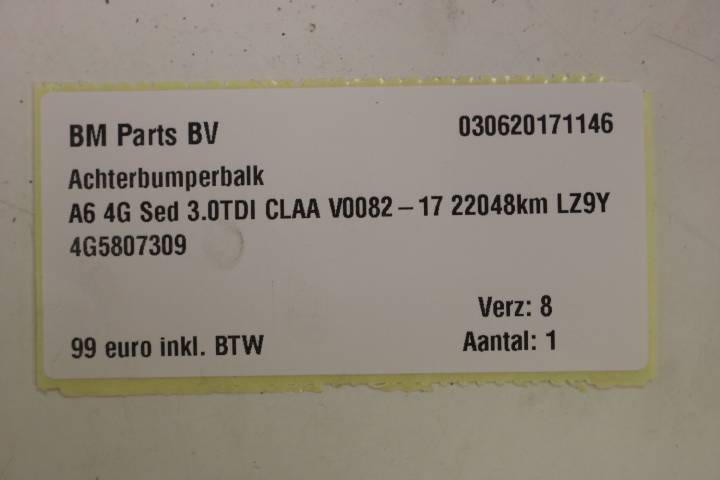 BM Parts BV 030620171146
Achterbumperbalk
A6 4G Sed 3.0TDI CLAA V0082-17 22048km LZ9Y
4G5807309
Verz: 8
99 euro inkl. BTW Aantal: 1